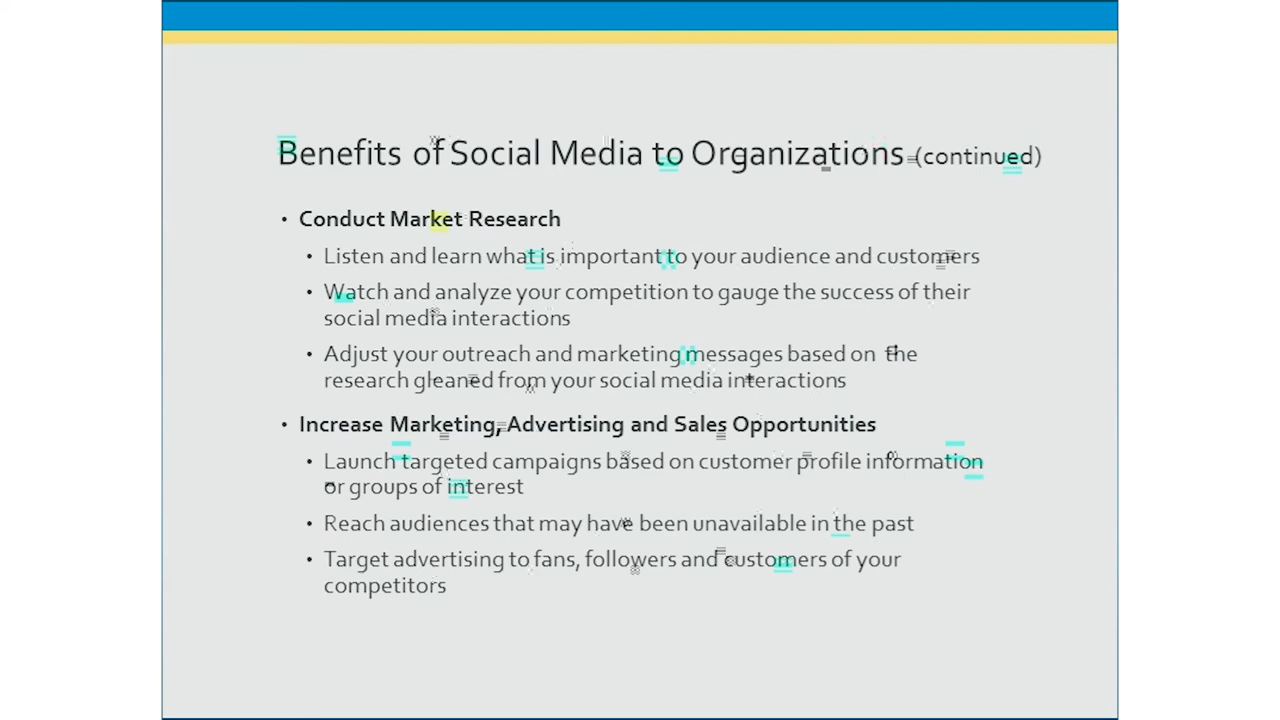 Benefits of Social Media to Organizations (continued)
• Conduct Market Research
• Listen and learn what is important to your audience and customers
• Watch and analyze your competition to gauge the success of their
social media interactions
• Adjust your outreach and marketing messages based on the
research gleaned from your social media interactions
• Increase Marketing, Advertising and Sales Opportunities
• Launch targeted campaigns based on customer profile information
or groups of interest
• Reach audiences that may have been unavailable in the past
• Target advertising to fans, followers and customers of your
competitors